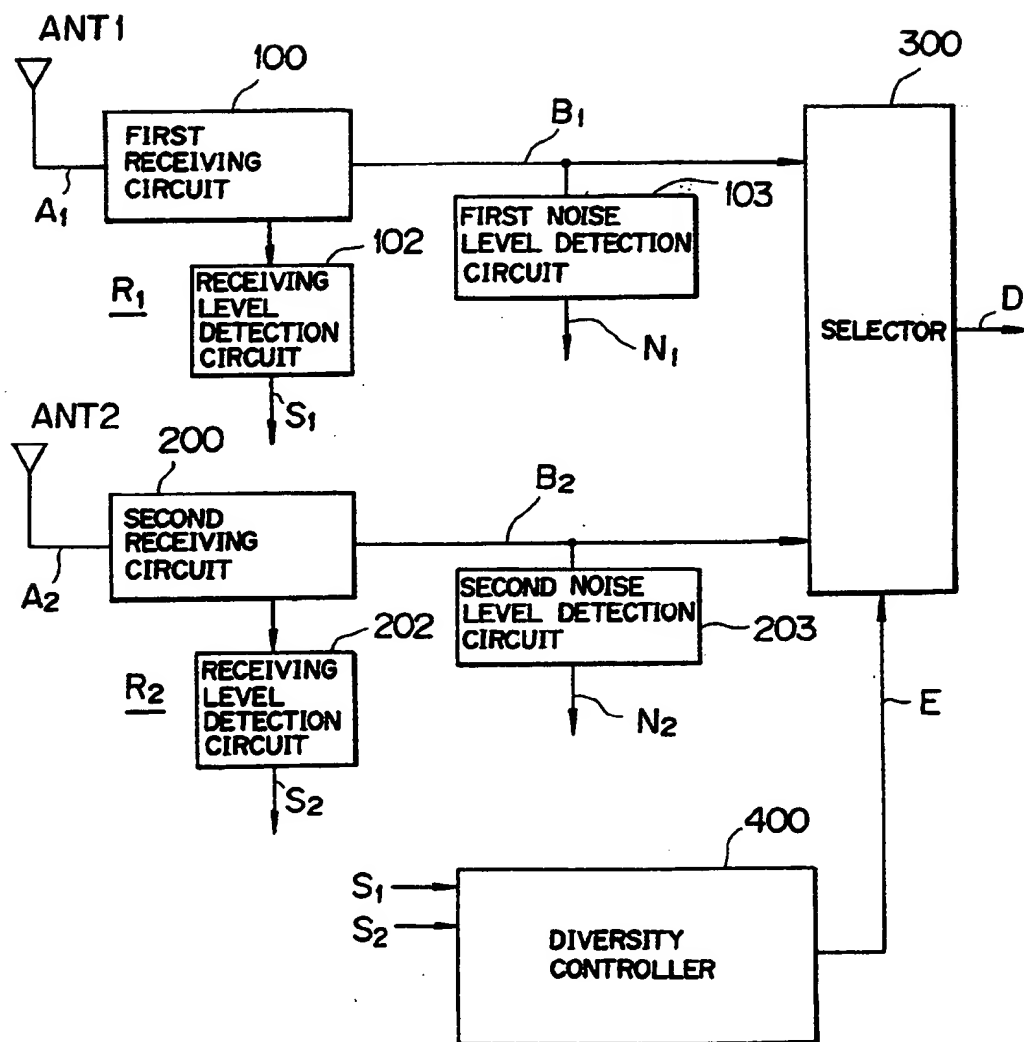 ANT1
100
300
FIRST
RECEIVING
CIRCUIT
B1
A1
103
102
FIRST NOISE
LEVEL DETECTION
CIRCUIT
R1
RECEIVING
LEVEL
DETECTION
CIRCUIT
D
SELECTOR
N1
S1
ANT2
200
B2
SECOND
RECEIVING
CIRCUIT
A2
SECOND NOISE
LEVEL DETECTION
CIRCUIT
202
203
R2
RECEIVING
LEVEL
DETECTION
CIRCUIT
N2
E
S2
400
S1
S2
DIVERSITY
CONTROLLER